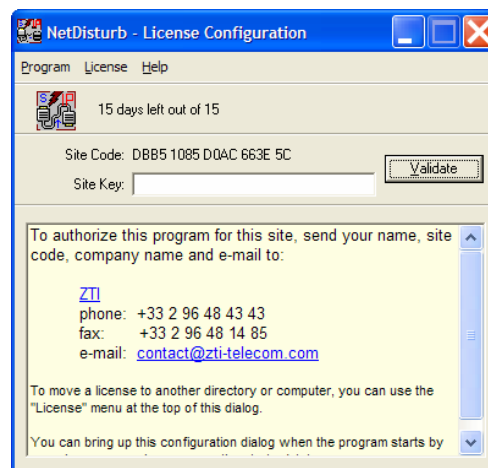 NetDisturb - License Configuration
Program License Help
15 days left out of 15
Site Code: DBB5 1085 D0AC 663E 5C
Site Key:
Validate
To authorize this program for this site, send your name, site
code, company name and e-mail to:
ZTI
phone: +33 2 96 48 43 43
fax: +33 2 96 48 14 85
e-mail: contact@zti-telecom.com
To move a license to another directory or computer, you can use the
"License" menu at the top of this dialog.
You can bring up this configuration dialog when the program starts by